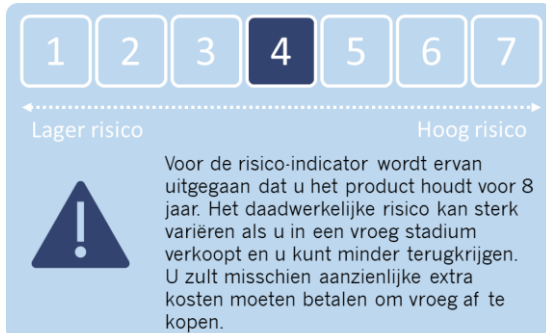 1 2 3 4 5 6 7
Lager risico Hoog risico
Voor de risico-indicator wordt ervan
uitgegaan dat u het product houdt voor 8
jaar. Het daadwerkelijke risico kan sterk
variëren als u in een vroeg stadium
verkoopt en u kunt minder terugkrijgen.
U zult misschien aanzienlijke extra
kosten moeten betalen om vroeg af te
kopen.